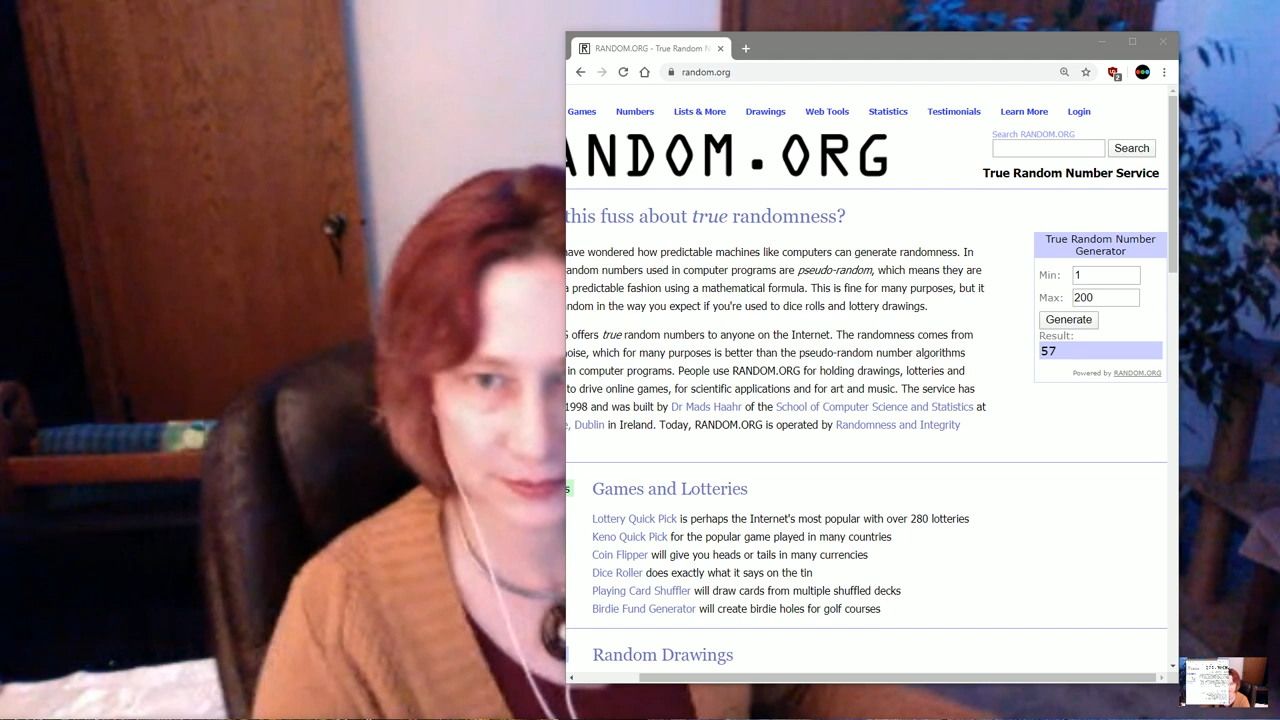 RANDOM.ORG - True Random N
random.org
Games Numbers Lists & More Drawings Web Tools Statistics Testimonials Learn More Login
Search RANDOM.ORG
ANDOM.ORG
Search
True Random Number Service
this fuss about true randomness?
have wondered how predictable machines like computers can generate randomness. In
random numbers used in computer programs are pseudo-random, which means they are
a predictable fashion using a mathematical formula. This is fine for many purposes, but it
andom in the way you expect if you're used to dice rolls and lottery drawings.
S offers true random numbers to anyone on the Internet. The randomness comes from
oise, which for many purposes is better than the pseudo-random number algorithms
in computer programs. People use RANDOM.ORG for holding drawings, lotteries and
to drive online games, for scientific applications and for art and music. The service has
1998 and was built by Dr Mads Haahr of the School of Computer Science and Statistics at
e, Dublin in Ireland. Today, RANDOM.ORG is operated by Randomness and Integrity
True Random Number
Generator
Min: 1
Max: 200
Generate
Result:
57
Powered by RANDOM.ORG
s
Games and Lotteries
Lottery Quick Pick is perhaps the Internet's most popular with over 280 lotteries
Keno Quick Pick for the popular game played in many countries
Coin Flipper will give you heads or tails in many currencies
Dice Roller does exactly what it says on the tin
Playing Card Shuffler will draw cards from multiple shuffled decks
Birdie Fund Generator will create birdie holes for golf courses
Random Drawings